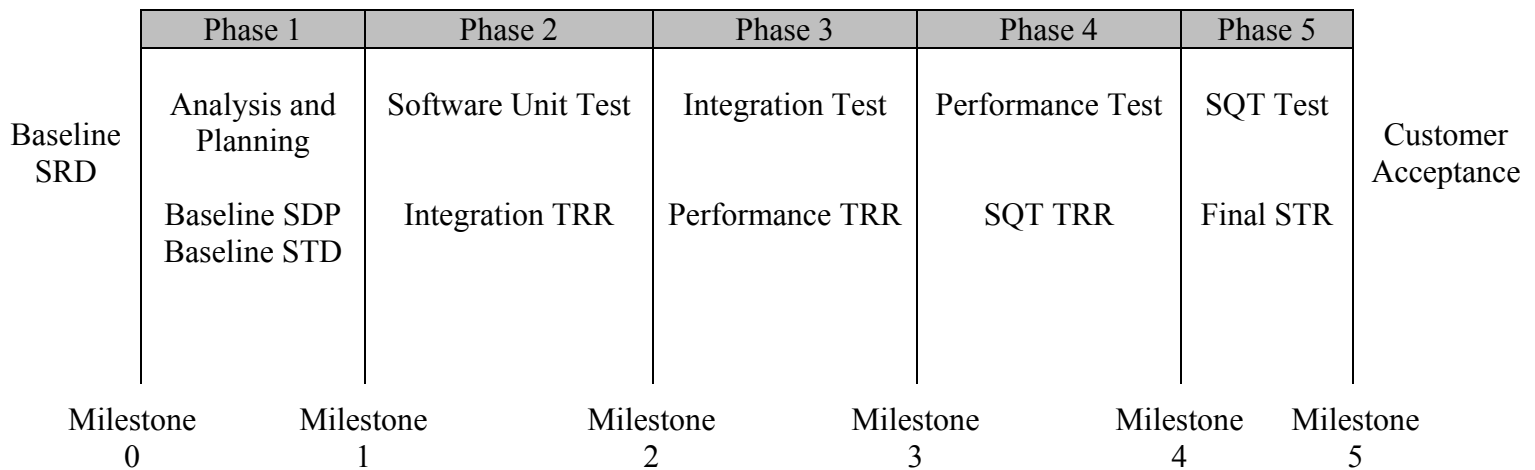 Phase 1 Phase 2 Phase 3 Phase 4 Phase 5
Baseline
SRD
Analysis and
Planning
Baseline SDP
Baseline STD
Software Unit Test
Integration TRR
Integration Test
Performance TRR
Performance Test
SQT TRR
SQT Test
Final STR
Customer
Acceptance
Milestone
0
Milestone
1
Milestone
2
Milestone
3
Milestone
4
Milestone
5